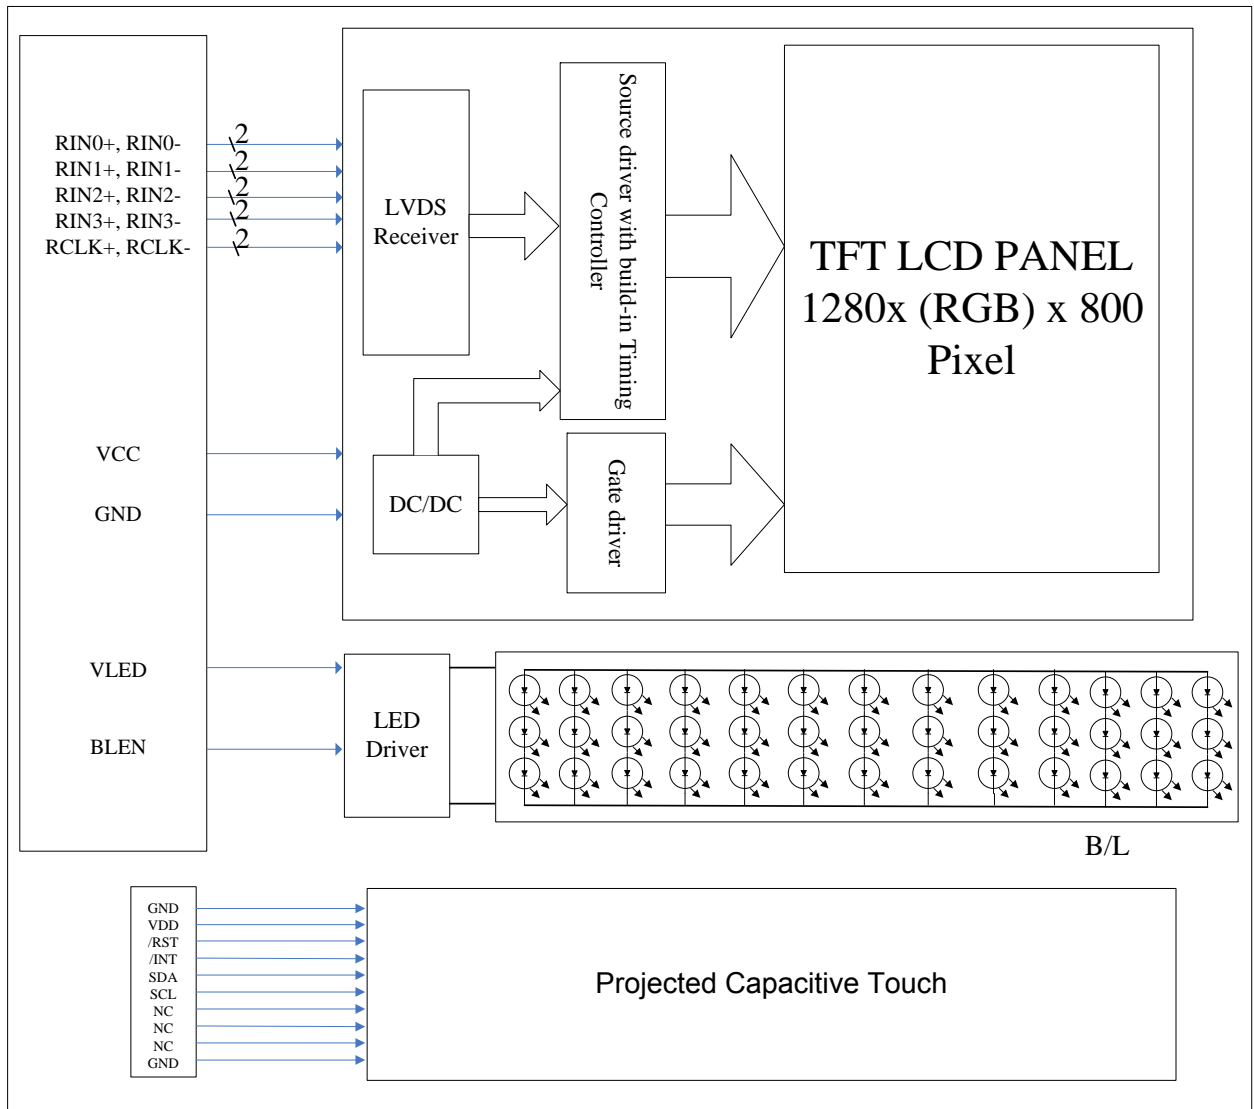 RIN0+, RIN0-
2
RIN1+, RIN1-
2
RIN2+, RIN2-
2
RIN3+, RIN3-
2
RCLK+, RCLK-
2
VCC
GND
VLED
BLEN
LVDS
Receiver
Source driver with build-in Timing
Controller
DC/DC
Gate driver
TFT LCD PANEL
1280x (RGB) x 800
Pixel
LED
Driver
B/L
GND
VDD
/RST
/INT
SDA
SCL
NC
NC
NC
GND
Projected Capacitive Touch